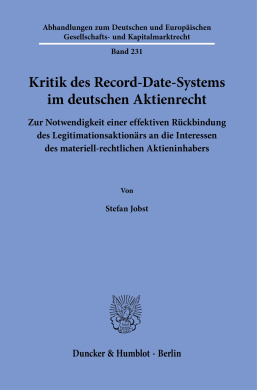 Abhandlungen zum Deutschen und Europäischen
Gesellschafts- und Kapitalmarktrecht
Band 231
Kritik des Record-Date-Systems
im deutschen Aktienrecht
Zur Notwendigkeit einer effektiven Rückbindung
des Legitimationsaktionärs an die Interessen
des materiell-rechtlichen Aktieninhabers
Von
Stefan Jobst
Duncker & Humblot · Berlin